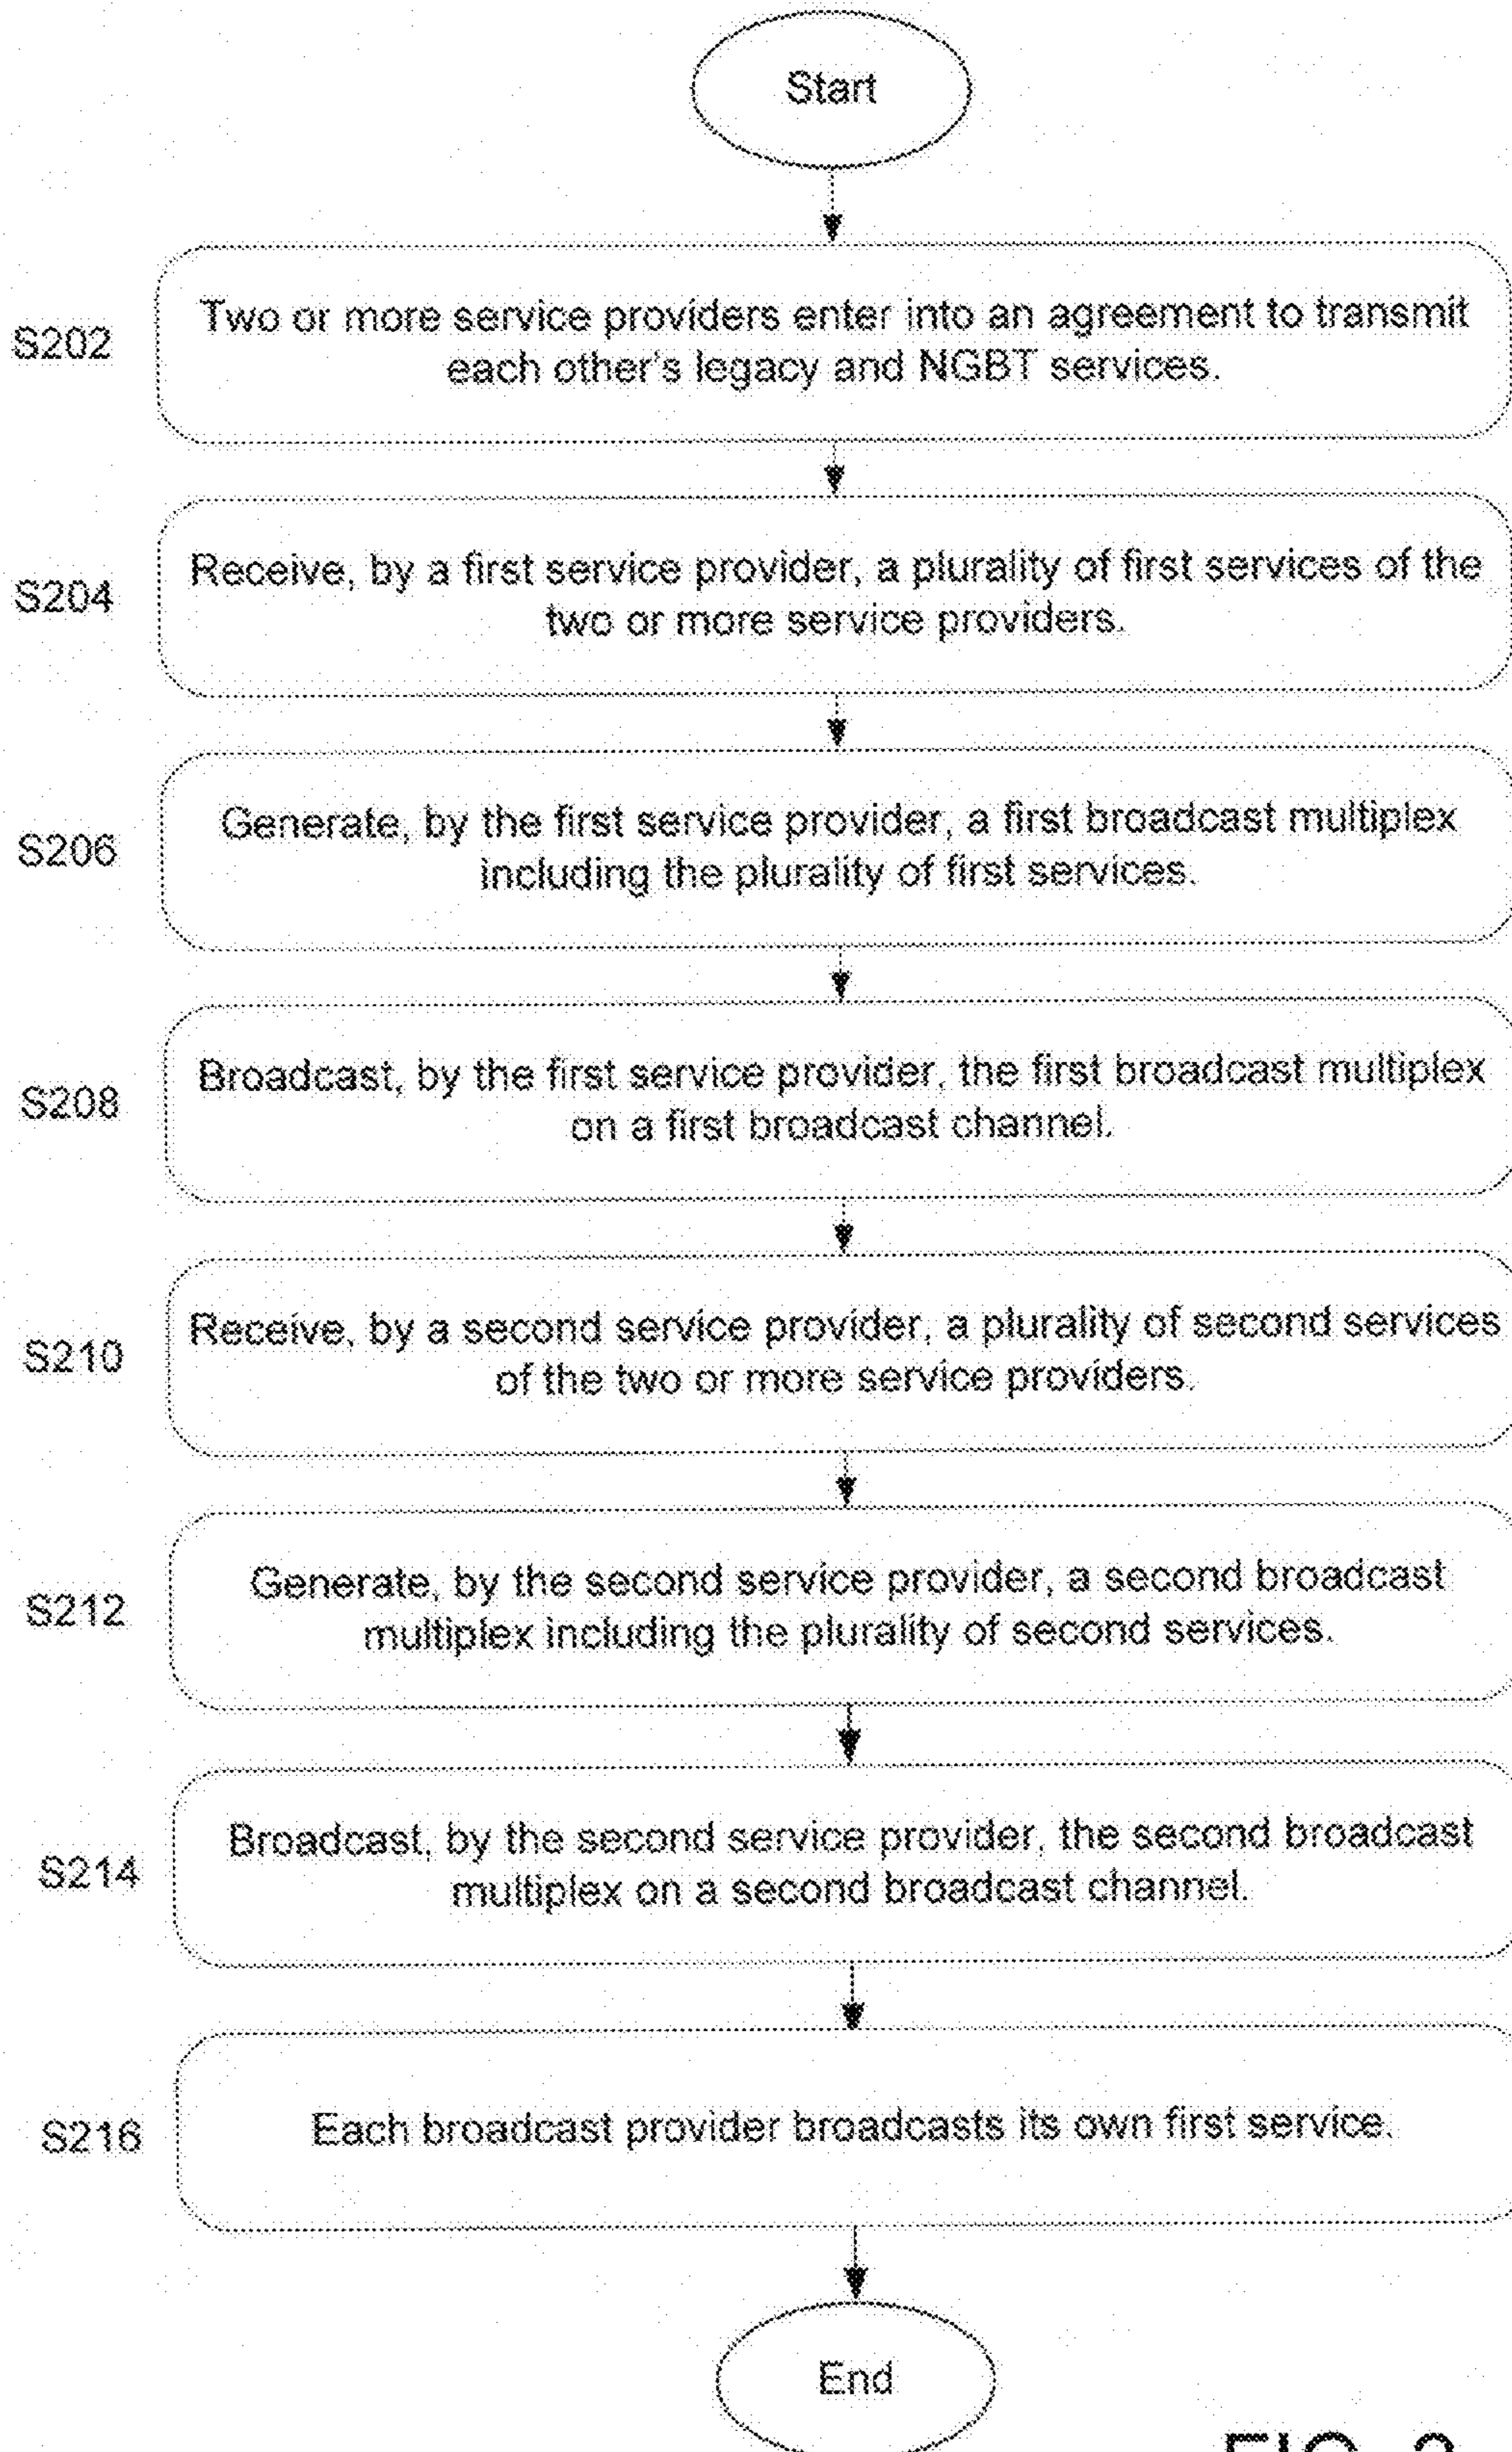 Start
S202
Two or more service providers enter into an agreement to transmit
each other's legacy and NGBT services.
S204
Receive, by a first service provider, a plurality of first services of the
two or more service providers.
S206
Generate, by the first service provider, a first broadcast multiplex
including the plurality of first services.
S208
Broadcast, by the first service provider, the first broadcast multiplex
on a first broadcast channel.
S210
Receive, by a second service provider, a plurality of second services
of the two or more service providers.
S212
Generate, by the second service provider, a second broadcast
multiplex including the plurality of second services.
S214
Broadcast, by the second service provider, the second broadcast
multiplex on a second broadcast channel.
S216
Each broadcast provider broadcasts its own first service.
End
FIG.